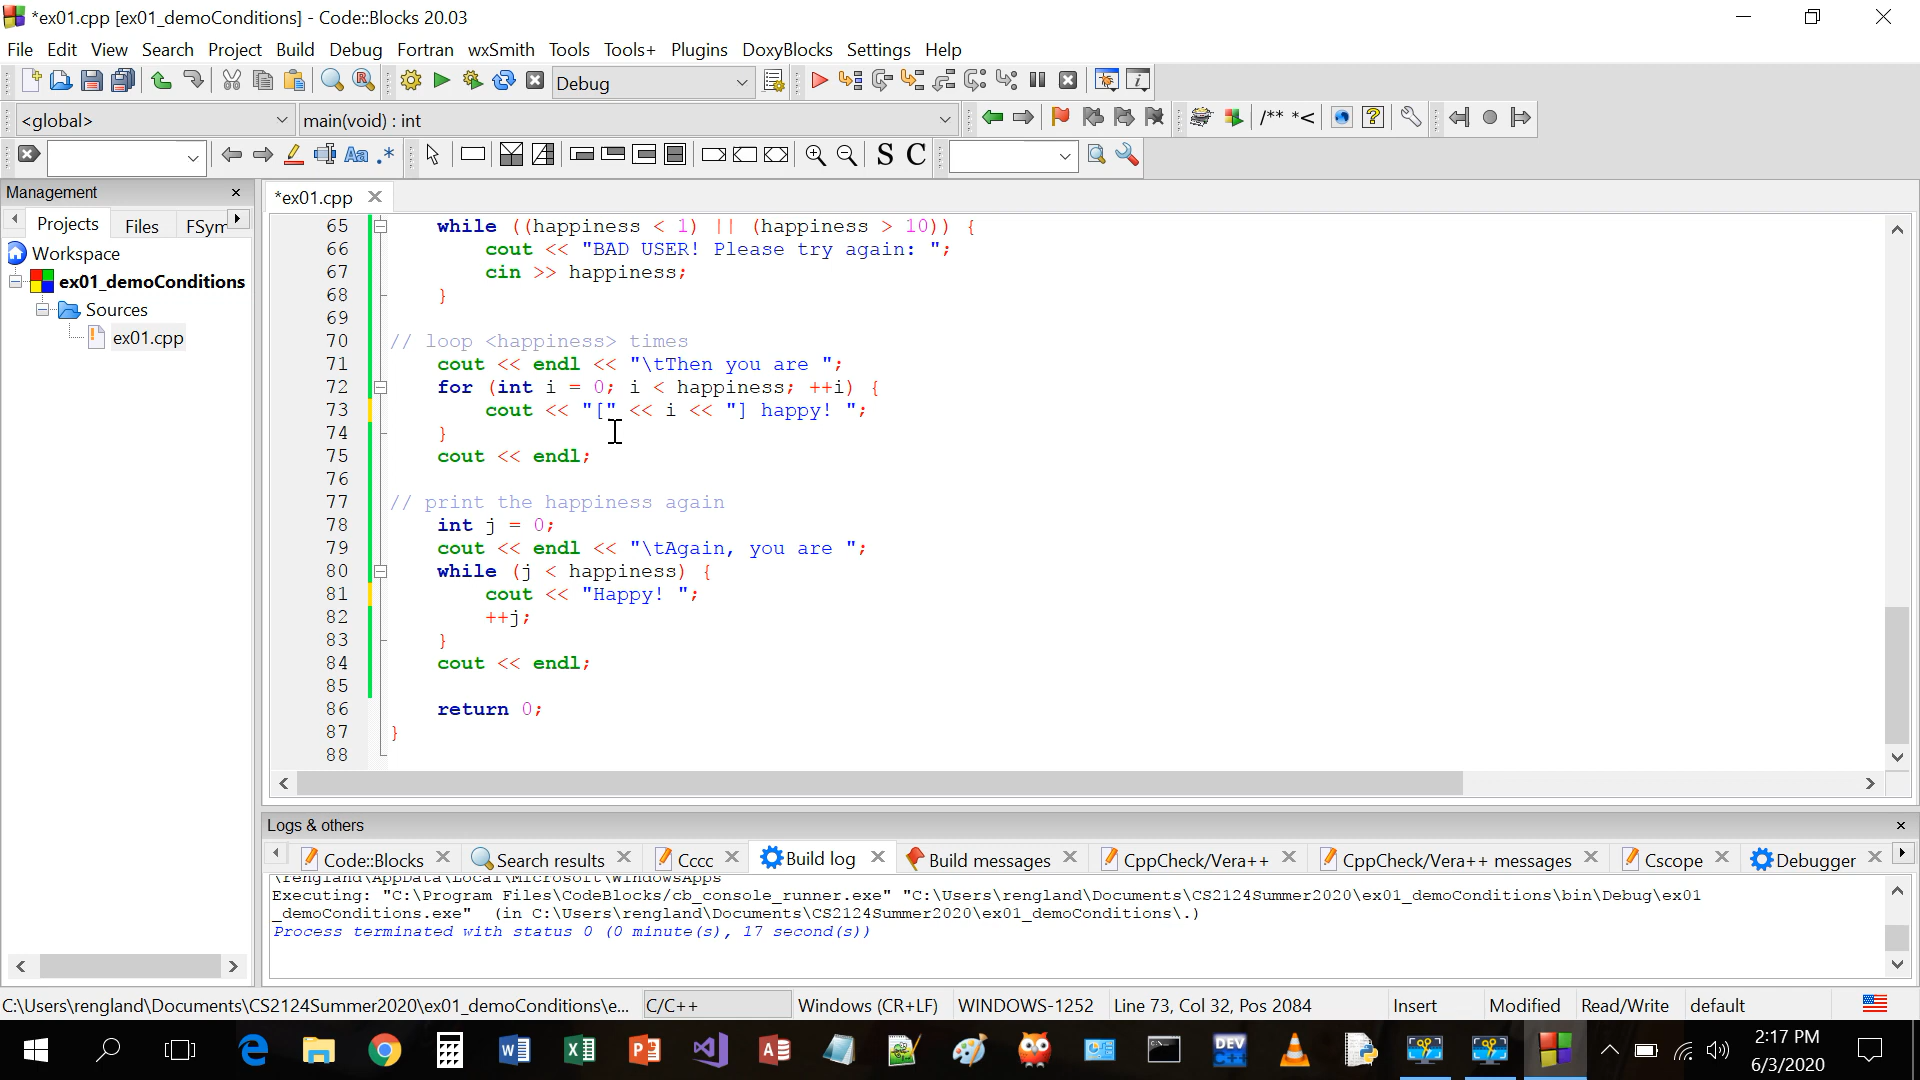 *ex01.cpp [ex01_demoConditions] - Code::Blocks 20.03
File Edit View Search Project Build Debug Fortran wxSmith Tools Tools+ Plugins DoxyBlocks Settings Help
Debug
<global> main(void) : int /** *<
Aa .* S C
Management
Projects Files FSym
Workspace
ex01_demoConditions
Sources
ex01.cpp
*ex01.cpp
65 while ((happiness < 1) || (happiness > 10)) {
66 cout << "BAD USER! Please try again: ";
67 cin >> happiness;
68 }
69
70 // loop <happiness> times
71 cout << endl << "\tThen you are ";
72 for (int i = 0; i < happiness; ++i) {
73 cout << "[" << i << "] happy! ";
74 }
75 cout << endl;
76
77 // print the happiness again
78 int j = 0;
79 cout << endl << "\tAgain, you are ";
80 while (j < happiness) {
81 cout << "Happy! ";
82 ++j;
83 }
84 cout << endl;
85
86 return 0;
87 }
88
Logs & others
Code::Blocks Search results Cccc Build log Build messages CppCheck/Vera++ CppCheck/Vera++ messages Cscope Debugger
\rengland\AppData\Local\Microsoft\WindowsApps
Executing: "C:\Program Files\CodeBlocks/cb_console_runner.exe" "C:\Users\rengland\Documents\CS2124Summer2020\ex01_demoConditions\bin\Debug\ex01
_demoConditions.exe" (in C:\Users\rengland\Documents\CS2124Summer2020\ex01_demoConditions\.)
Process terminated with status 0 (0 minute(s), 17 second(s))
C:\Users\rengland\Documents\CS2124Summer2020\ex01_demoConditions\e... C/C++ Windows (CR+LF) WINDOWS-1252 Line 73, Col 32, Pos 2084 Insert Modified Read/Write default
DEV
2:17 PM
6/3/2020